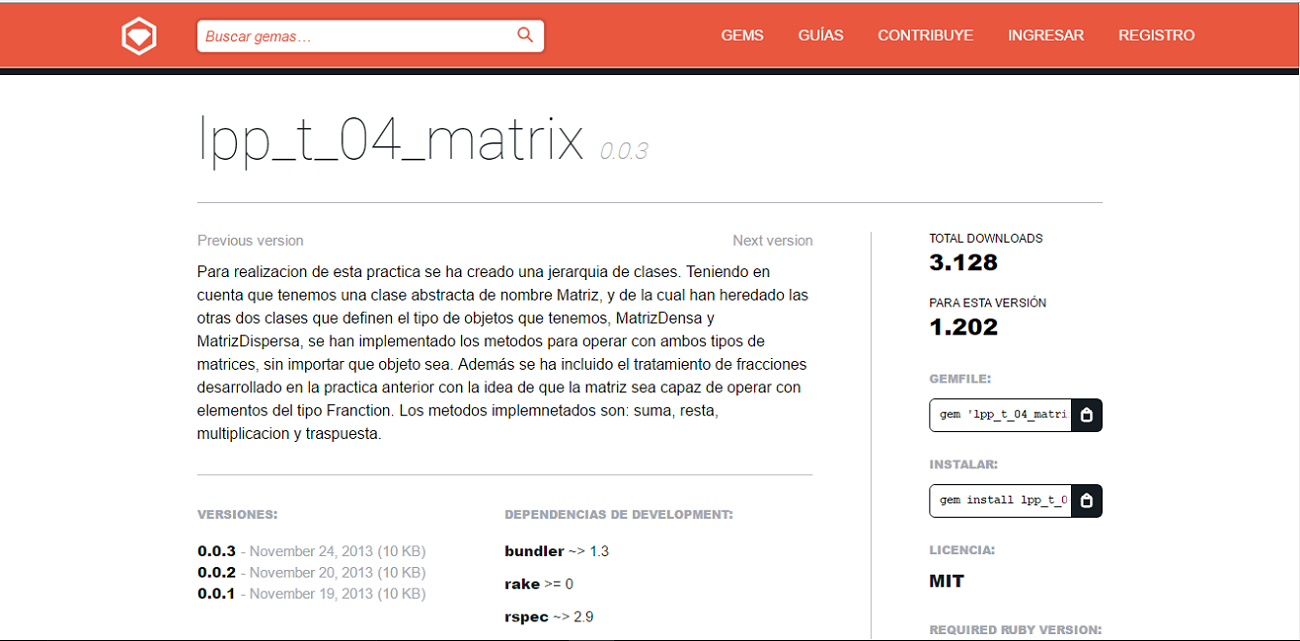 Buscar gemas…
GEMS GUÍAS CONTRIBUYE INGRESAR REGISTRO
lpp_t_04_matrix 0.0.3
Previous version Next version
Para realizacion de esta practica se ha creado una jerarquia de clases. Teniendo en
cuenta que tenemos una clase abstracta de nombre Matriz, y de la cual han heredado las
otras dos clases que definen el tipo de objetos que tenemos, MatrizDensa y
MatrizDispersa, se han implementado los metodos para operar con ambos tipos de
matrices, sin importar que objeto sea. Además se ha incluido el tratamiento de fracciones
desarrollado en la practica anterior con la idea de que la matriz sea capaz de operar con
elementos del tipo Franction. Los metodos implemnetados son: suma, resta,
multiplicacion y traspuesta.
VERSIONES:
0.0.3 - November 24, 2013 (10 KB)
0.0.2 - November 20, 2013 (10 KB)
0.0.1 - November 19, 2013 (10 KB)
DEPENDENCIAS DE DEVELOPMENT:
bundler ~> 1.3
rake >= 0
rspec ~> 2.9
TOTAL DOWNLOADS
3.128
PARA ESTA VERSIÓN
1.202
GEMFILE:
gem 'lpp_t_04_matri
INSTALAR:
gem install lpp_t_0
LICENCIA:
MIT
REQUIRED RUBY VERSION: